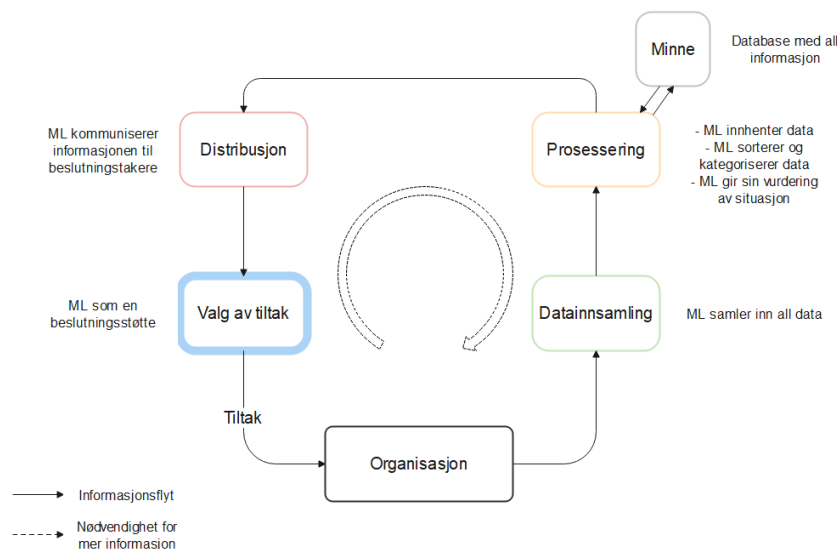 Minne
Database med all
informasjon
ML kommuniserer
informasjonen til
beslutningstakere
Distribusjon
Prosessering
- ML innhenter data
- ML sorterer og
kategoriserer data
- ML gir sin vurdering
av situasjon
ML som en
beslutningsstøtte
Valg av tiltak
Datainnsamling
ML samler inn all data
Tiltak
Organisasjon
Informasjonsflyt
Nødvendighet for
mer informasjon